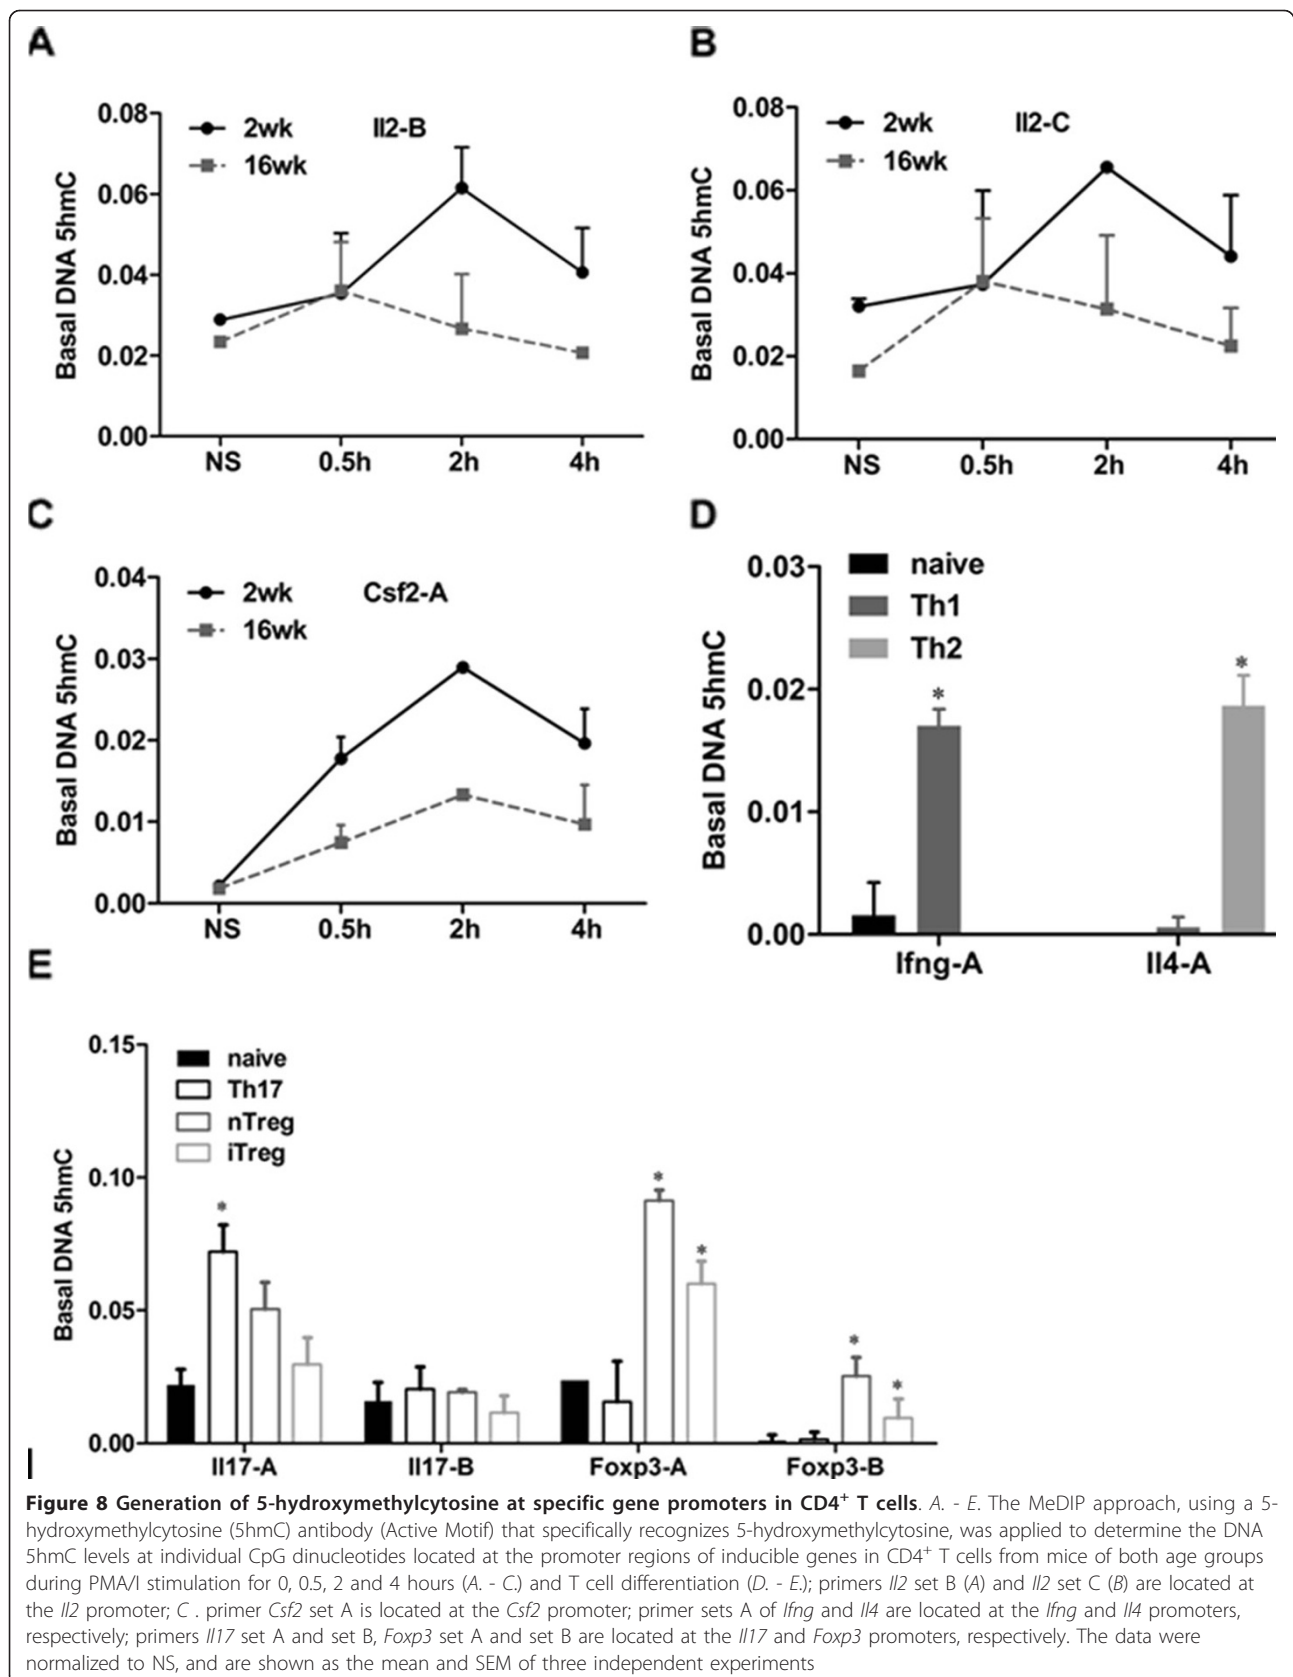 A
0.08
0.06
0.04
0.02
0.00
Basal DNA 5hmC
2wk
16wk
Il2-B
NS 0.5h 2h 4h
B
0.08
0.06
0.04
0.02
0.00
Basal DNA 5hmC
2wk
16wk
Il2-C
NS 0.5h 2h 4h
C
0.04
0.03
0.02
0.01
0.00
Basal DNA 5hmC
2wk
16wk
Csf2-A
NS 0.5h 2h 4h
D
0.03
0.02
0.01
0.00
Basal DNA 5hmC
naive
Th1
Th2
*
*
Ifng-A Il4-A
E
0.15
0.10
0.05
0.00
Basal DNA 5hmC
naive
Th17
nTreg
iTreg
*
*
*
*
*
Il17-A Il17-B Foxp3-A Foxp3-B
Figure 8 Generation of 5-hydroxymethylcytosine at specific gene promoters in CD4⁺ T cells. A. - E. The MeDIP approach, using a 5-
hydroxymethylcytosine (5hmC) antibody (Active Motif) that specifically recognizes 5-hydroxymethylcytosine, was applied to determine the DNA
5hmC levels at individual CpG dinucleotides located at the promoter regions of inducible genes in CD4⁺ T cells from mice of both age groups
during PMA/I stimulation for 0, 0.5, 2 and 4 hours (A. - C.) and T cell differentiation (D. - E.); primers Il2 set B (A) and Il2 set C (B) are located at
the Il2 promoter; C . primer Csf2 set A is located at the Csf2 promoter; primer sets A of Ifng and Il4 are located at the Ifng and Il4 promoters,
respectively; primers Il17 set A and set B, Foxp3 set A and set B are located at the Il17 and Foxp3 promoters, respectively. The data were
normalized to NS, and are shown as the mean and SEM of three independent experiments